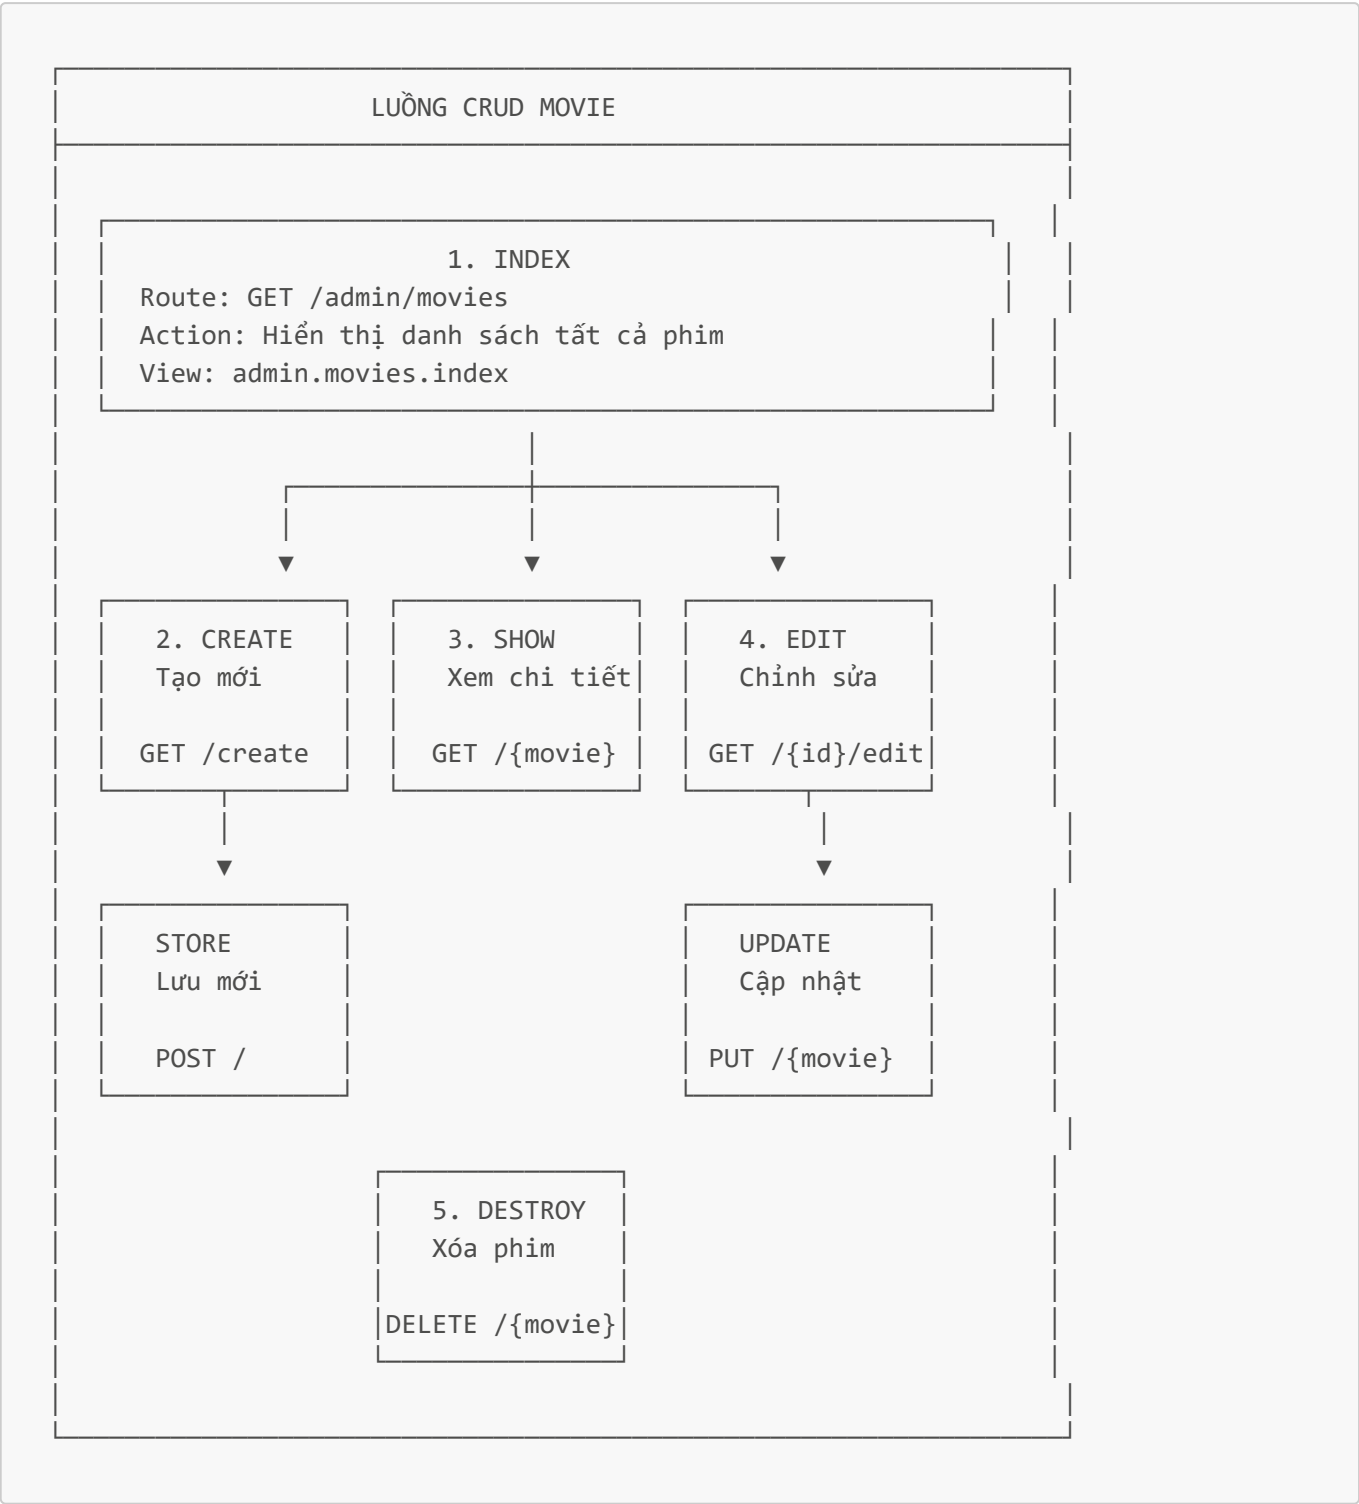 LUỒNG CRUD MOVIE
1. INDEX
Route: GET /admin/movies
Action: Hiển thị danh sách tất cả phim
View: admin.movies.index
2. CREATE
Tạo mới
GET /create
3. SHOW
Xem chi tiết
GET /{movie}
4. EDIT
Chỉnh sửa
GET /{id}/edit
STORE
Lưu mới
POST /
UPDATE
Cập nhật
PUT /{movie}
5. DESTROY
Xóa phim
DELETE /{movie}